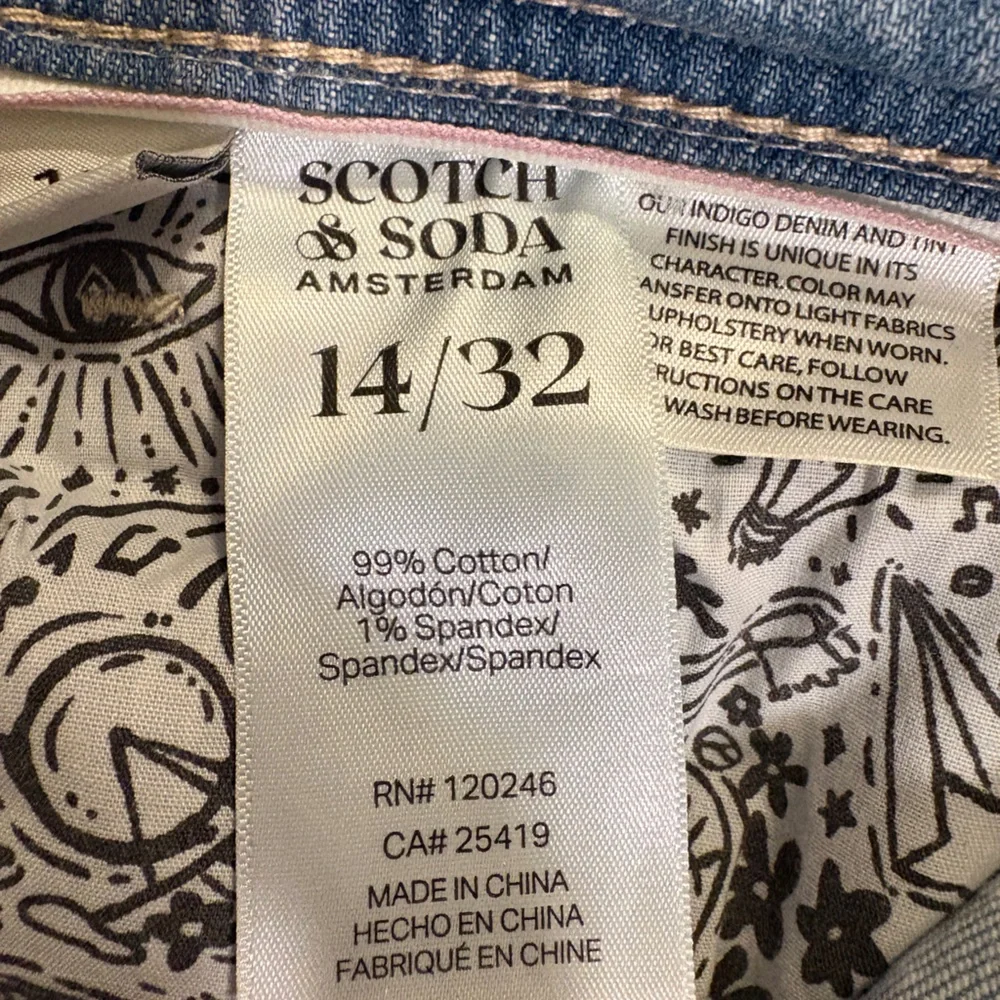 SCOTCH
& SODA
AMSTERDAM
14/32
99% Cotton/
Algodón/Coton
1% Spandex/
Spandex/Spandex
RN# 120246
CA# 25419
MADE IN CHINA
HECHO EN CHINA
FABRIQUÉ EN CHINE
OUR INDIGO DENIM AND TINT
FINISH IS UNIQUE IN ITS
CHARACTER. COLOR MAY
ANSFER ONTO LIGHT FABRICS
UPHOLSTERY WHEN WORN.
OR BEST CARE, FOLLOW
RUCTIONS ON THE CARE
WASH BEFORE WEARING.